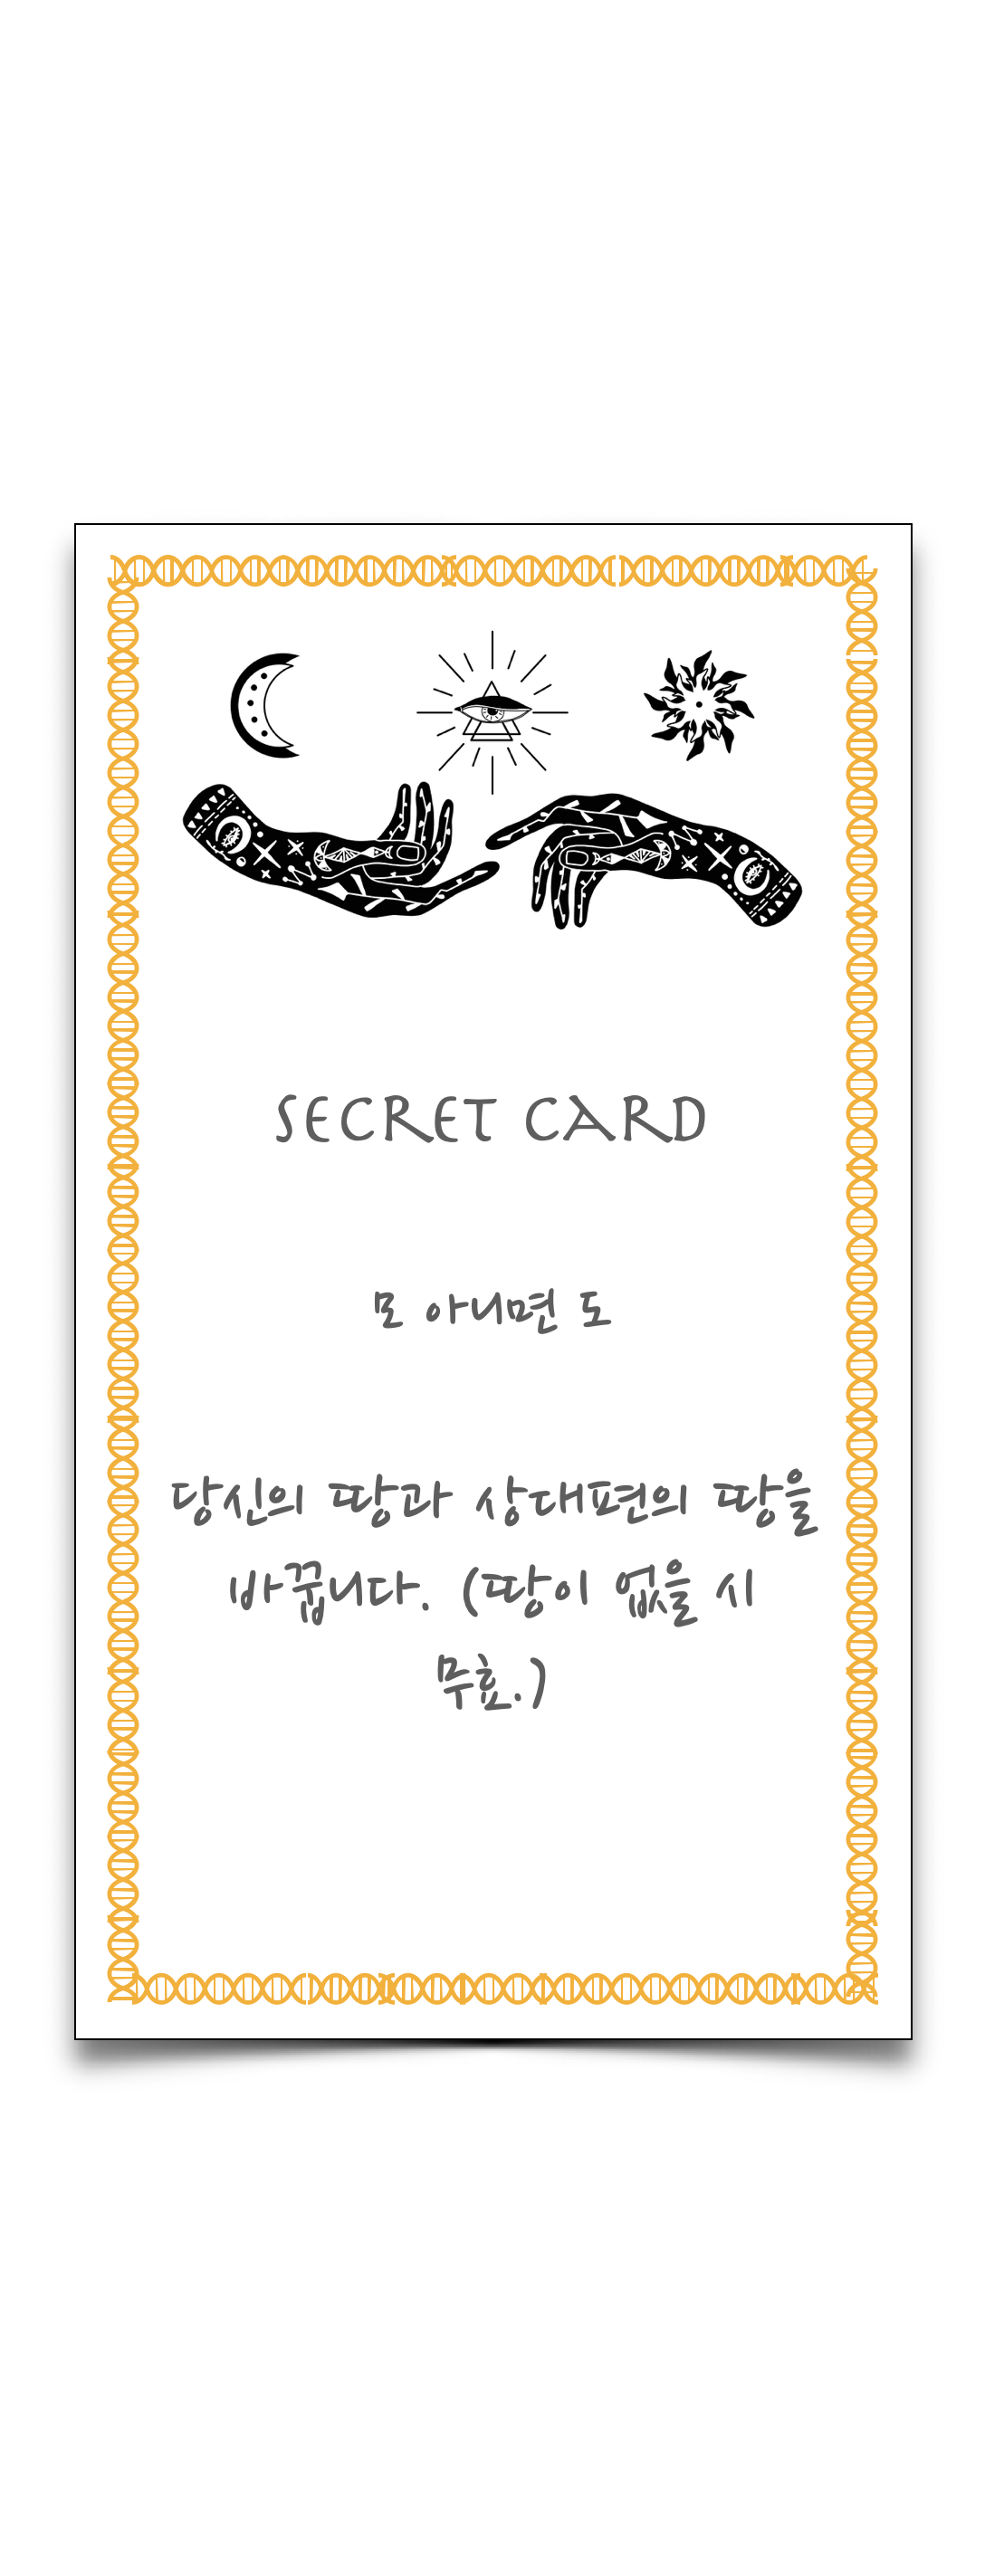 SECRET CARD
모 아니면 도
당신의 땅과 상대편의 땅을
바꿉니다. (땅이 없을 시
무효.)